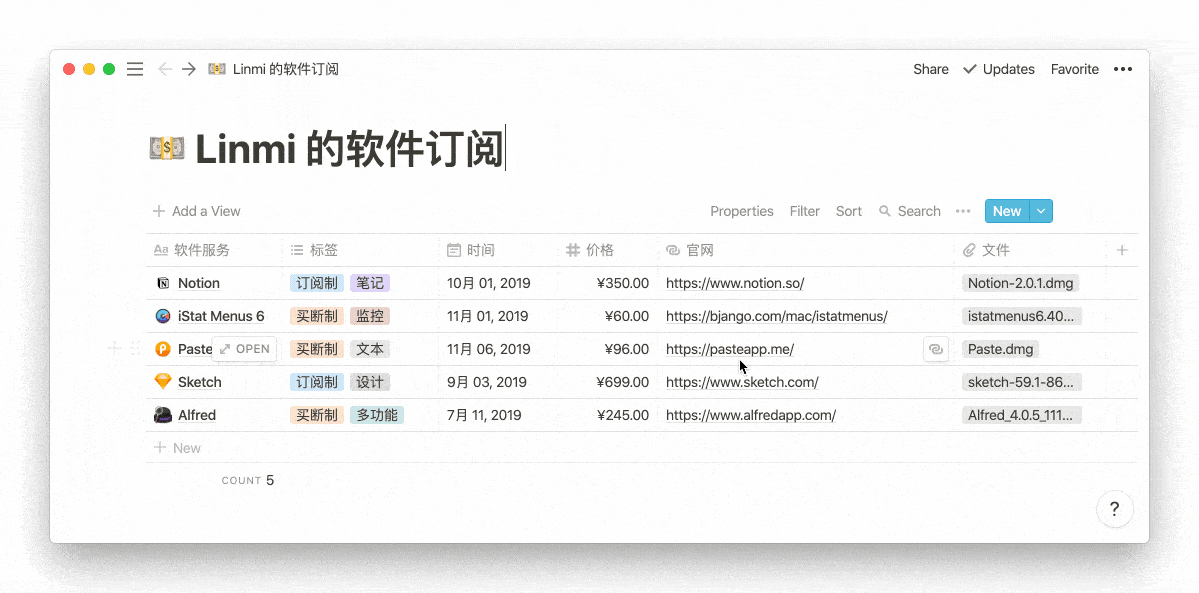 Linmi 的软件订阅 Share Updates Favorite
Linmi 的软件订阅
Add a View Properties Filter Sort Search New
Aa 软件服务 标签 时间 价格 官网 文件
Notion 订阅制 笔记 10月 01, 2019 ¥350.00 https://www.notion.so/ Notion-2.0.1.dmg
iStat Menus 6 买断制 监控 11月 01, 2019 ¥60.00 https://bjango.com/mac/istatmenus/ istatmenus6.40...
Paste OPEN 买断制 文本 11月 06, 2019 ¥96.00 https://pasteapp.me/ Paste.dmg
Sketch 订阅制 设计 9月 03, 2019 ¥699.00 https://www.sketch.com/ sketch-59.1-86...
Alfred 买断制 多功能 7月 11, 2019 ¥245.00 https://www.alfredapp.com/ Alfred_4.0.5_111...
New
COUNT 5
?